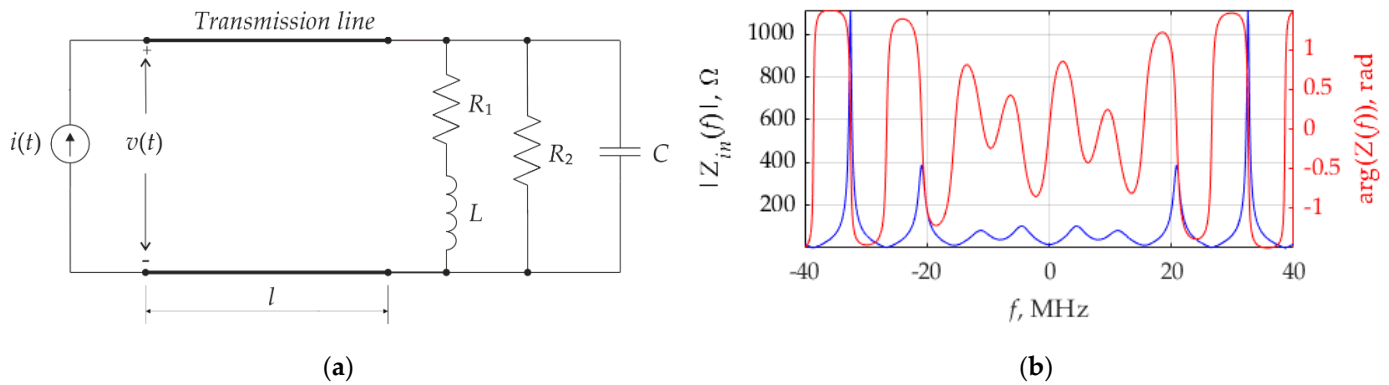 Transmission line
+
i(t)
v(t)
-
R1
L
R2
C
l
(a)
|Zin(f)|, Ω
1000
800
600
400
200
-40
-20
0
20
40
f, MHz
1
0.5
0
-0.5
-1
arg(Z(f)), rad
(b)